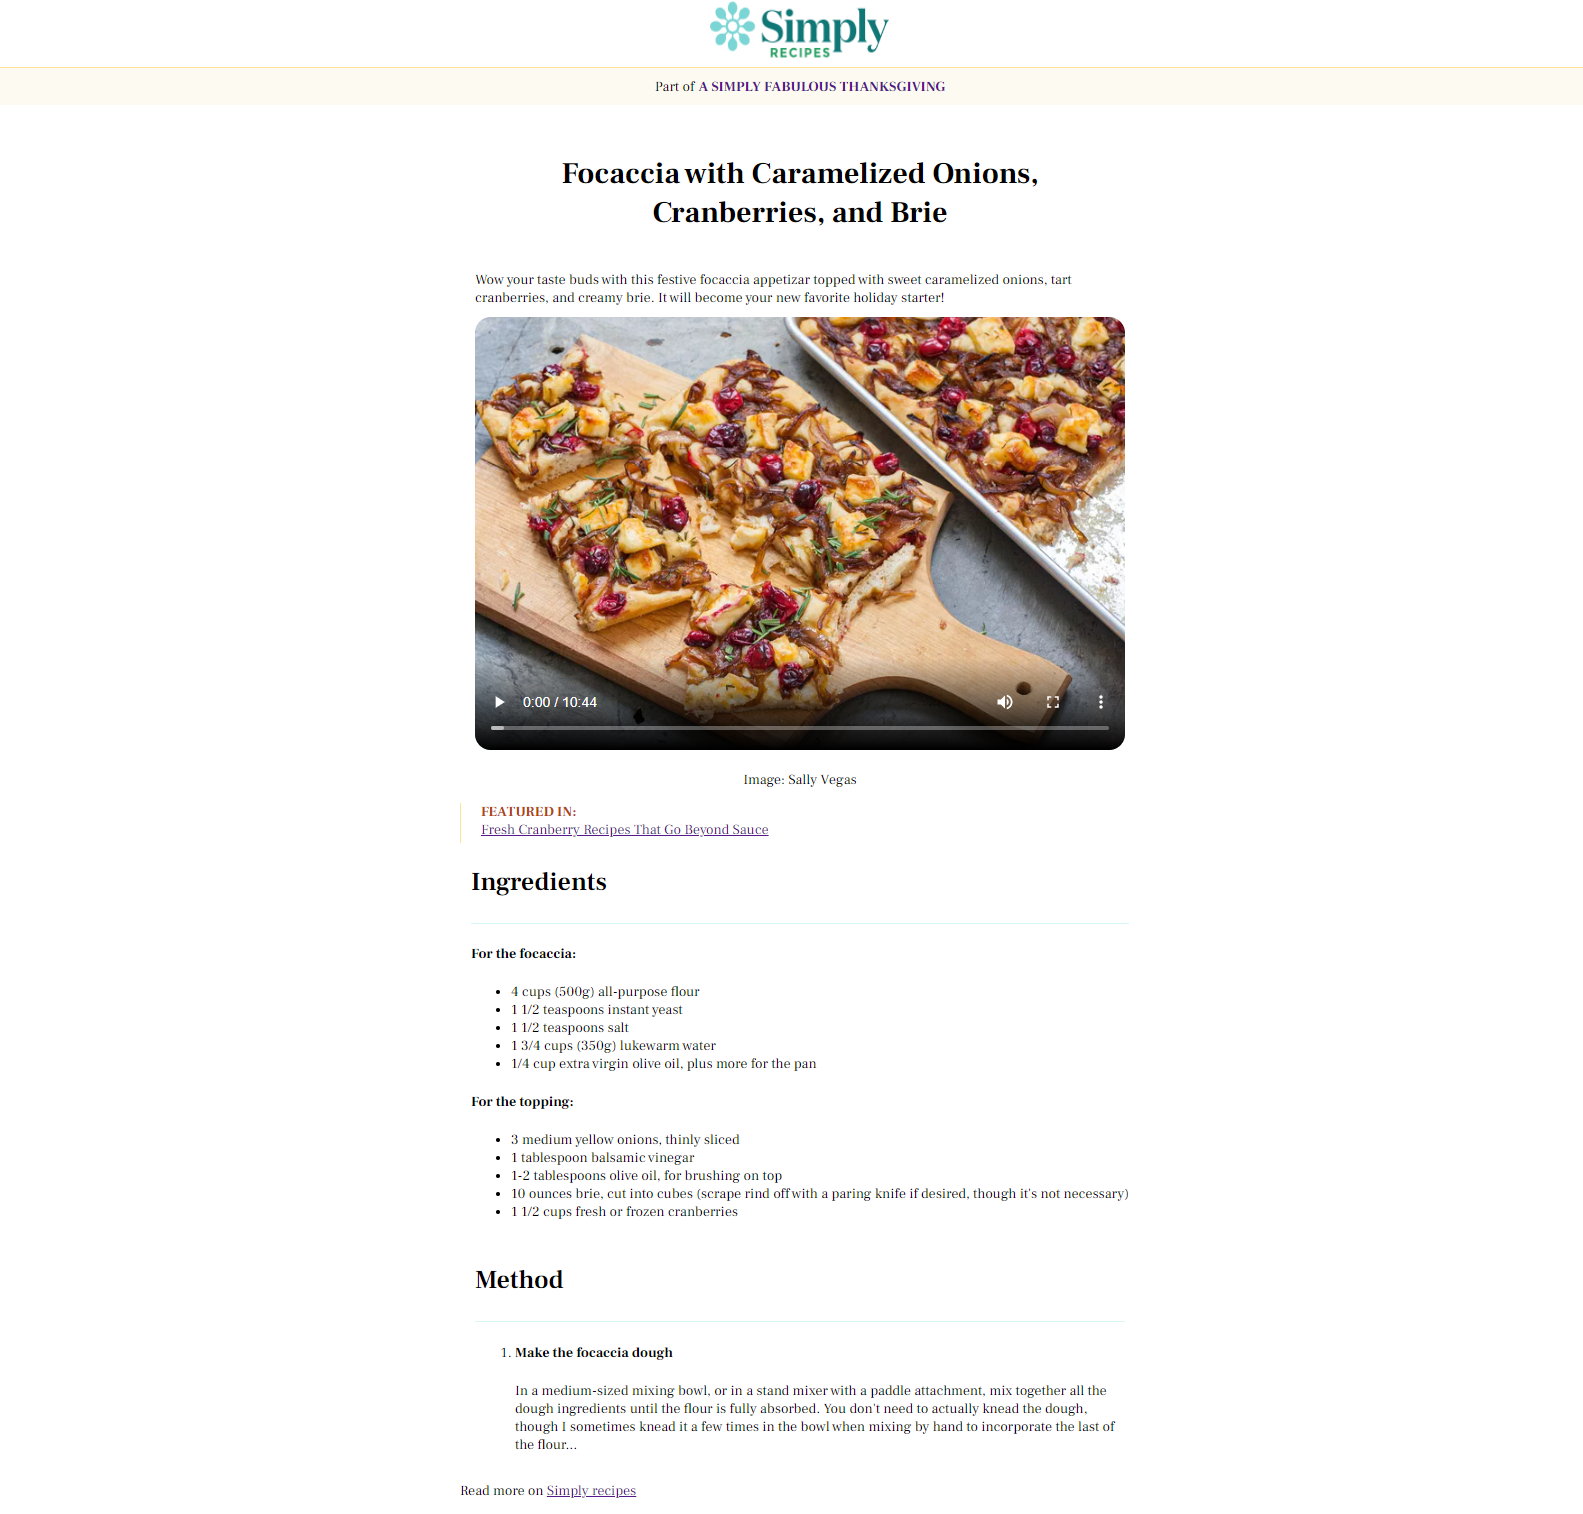 Simply
RECIPES
Part of A SIMPLY FABULOUS THANKSGIVING
Focaccia with Caramelized Onions,
Cranberries, and Brie
Wow your taste buds with this festive focaccia appetizar topped with sweet caramelized onions, tart
cranberries, and creamy brie. It will become your new favorite holiday starter!
0:00 / 10:44
Image: Sally Vegas
FEATURED IN:
Fresh Cranberry Recipes That Go Beyond Sauce
Ingredients
For the focaccia:
4 cups (500g) all-purpose flour
1 1/2 teaspoons instant yeast
1 1/2 teaspoons salt
1 3/4 cups (350g) lukewarm water
1/4 cup extra virgin olive oil, plus more for the pan
For the topping:
3 medium yellow onions, thinly sliced
1 tablespoon balsamic vinegar
1-2 tablespoons olive oil, for brushing on top
10 ounces brie, cut into cubes (scrape rind off with a paring knife if desired, though it's not necessary)
1 1/2 cups fresh or frozen cranberries
Method
1. Make the focaccia dough
In a medium-sized mixing bowl, or in a stand mixer with a paddle attachment, mix together all the
dough ingredients until the flour is fully absorbed. You don't need to actually knead the dough,
though I sometimes knead it a few times in the bowl when mixing by hand to incorporate the last of
the flour...
Read more on Simply recipes